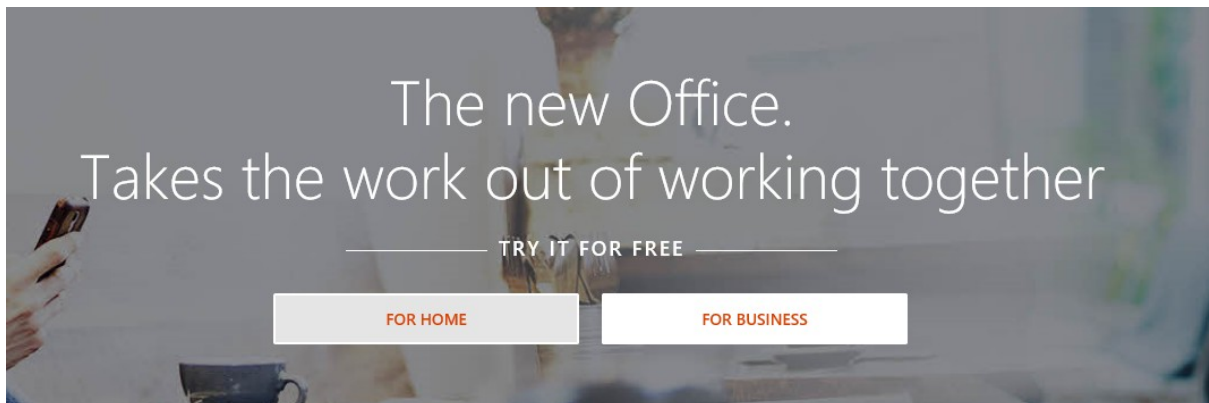 The new Office.
Takes the work out of working together
TRY IT FOR FREE
FOR HOME
FOR BUSINESS